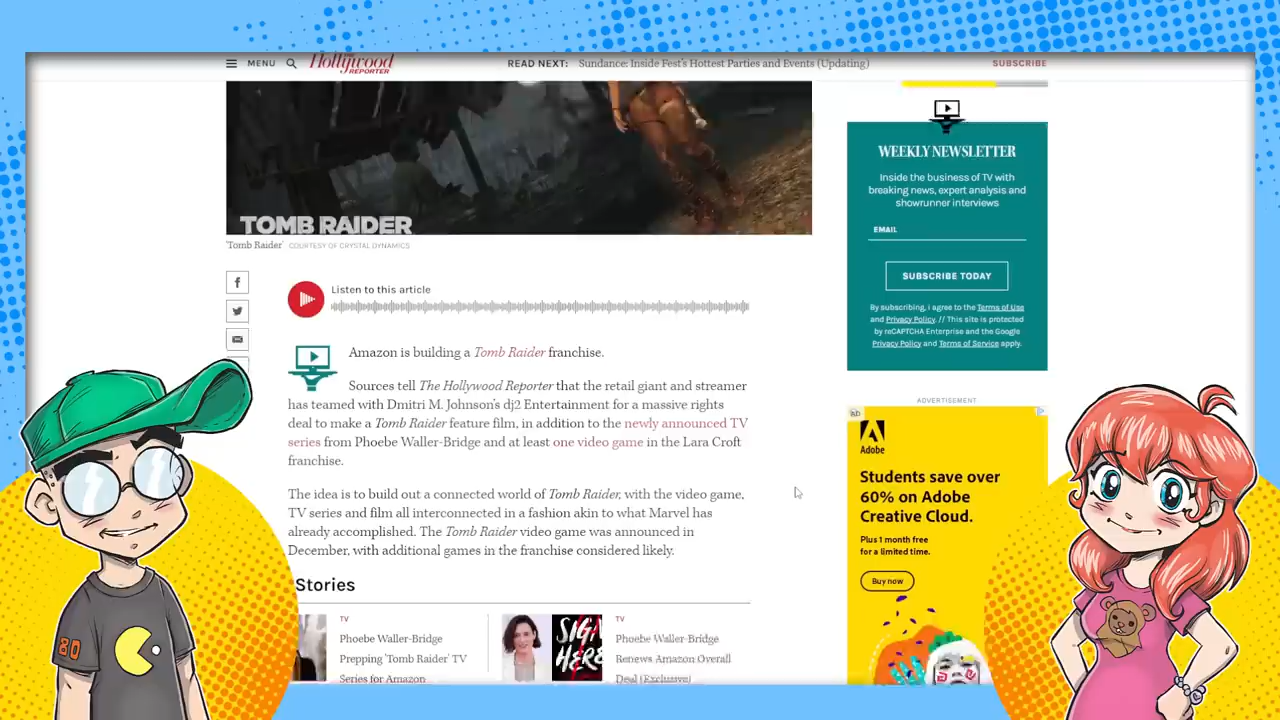 MENU
Hollywood
REPORTER
READ NEXT: Sundance: Inside Fest's Hottest Parties and Events (Updating)
SUBSCRIBE
TOMB RAIDER
'Tomb Raider' COURTESY OF CRYSTAL DYNAMICS
Listen to this article
Amazon is building a Tomb Raider franchise.
Sources tell The Hollywood Reporter that the retail giant and streamer
has teamed with Dmitri M. Johnson's dj2 Entertainment for a massive rights
deal to make a Tomb Raider feature film, in addition to the newly announced TV
series from Phoebe Waller-Bridge and at least one video game in the Lara Croft
franchise.
The idea is to build out a connected world of Tomb Raider, with the video game,
TV series and film all interconnected in a fashion akin to what Marvel has
already accomplished. The Tomb Raider video game was announced in
December, with additional games in the franchise considered likely.
Stories
TV
Phoebe Waller-Bridge
Prepping 'Tomb Raider' TV
Series for Amazon
SIGN
HERE
TV
Phoebe Waller-Bridge
Renews Amazon Overall
Deal (Exclusive)
WEEKLY NEWSLETTER
Inside the business of TV with
breaking news, expert analysis and
showrunner interviews
EMAIL
SUBSCRIBE TODAY
By subscribing, I agree to the Terms of Use
and Privacy Policy. // This site is protected
by reCAPTCHA Enterprise and the Google
Privacy Policy and Terms of Service apply.
ADVERTISEMENT
Adobe
Students save over
60% on Adobe
Creative Cloud.
Plus 1 month free
for a limited time.
Buy now
80